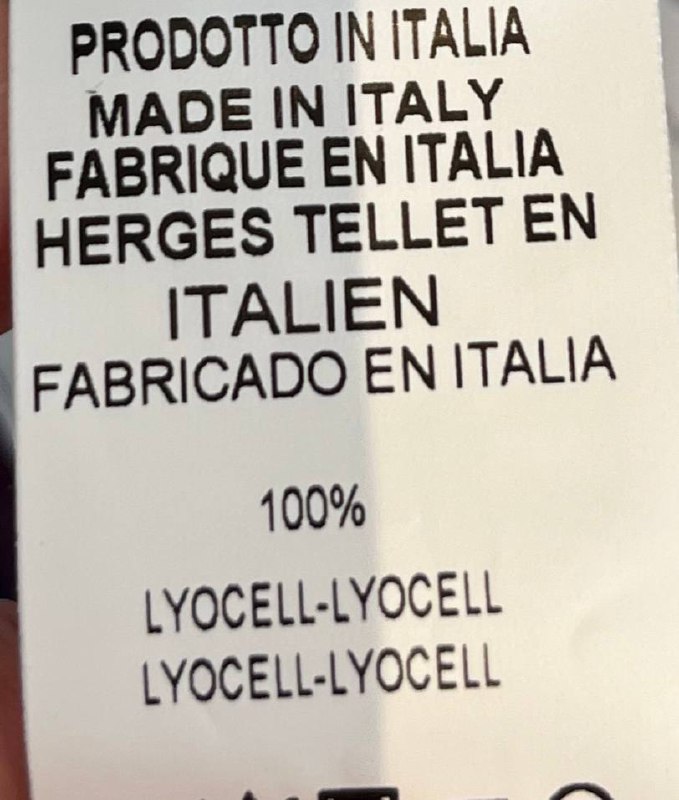 PRODOTTO IN ITALIA
MADE IN ITALY
FABRIQUE EN ITALIA
HERGES TELLET EN
ITALIEN
FABRICADO EN ITALIA
100%
LYOCELL-LYOCELL
LYOCELL-LYOCELL